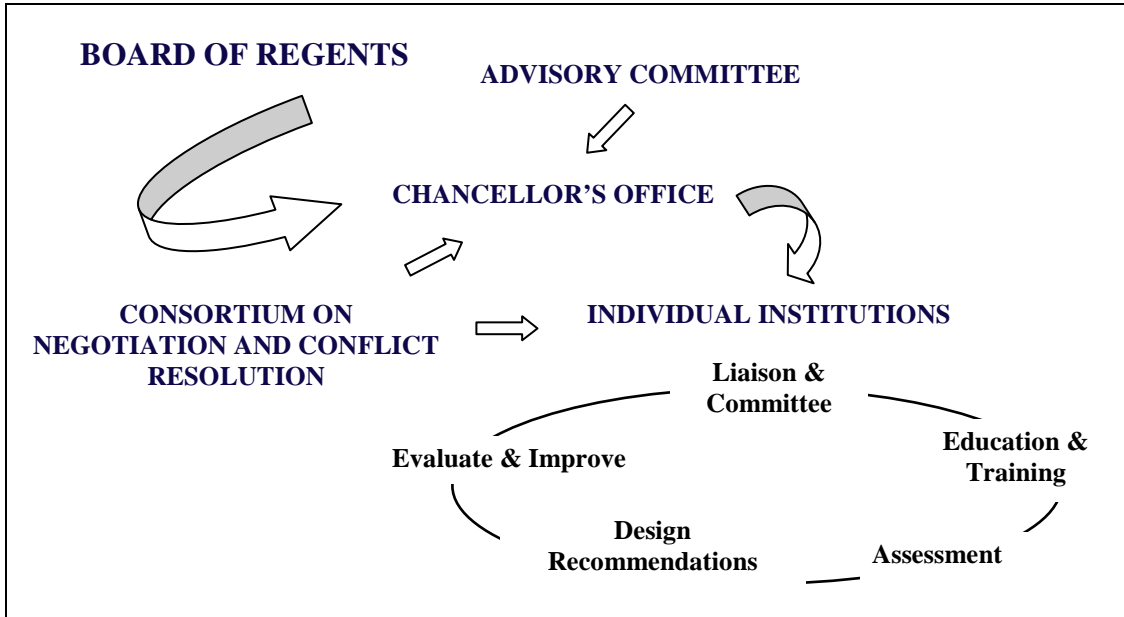 BOARD OF REGENTS
ADVISORY COMMITTEE
CHANCELLOR’S OFFICE
CONSORTIUM ON
NEGOTIATION AND CONFLICT
RESOLUTION
INDIVIDUAL INSTITUTIONS
Liaison &
Committee
Education &
Training
Assessment
Design
Recommendations
Evaluate & Improve